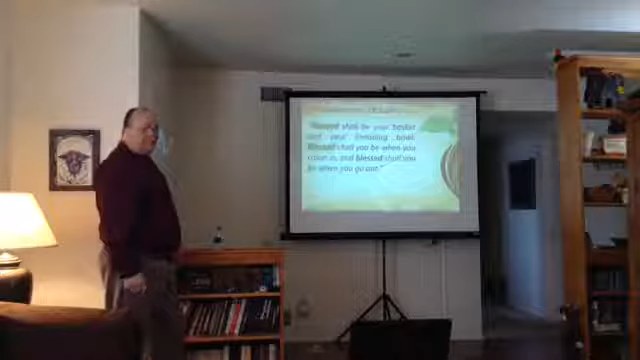 "Blessed shall be your basket
and your kneading bowl.
Blessed shall you be when you
come in, and blessed shall you
be when you go out."